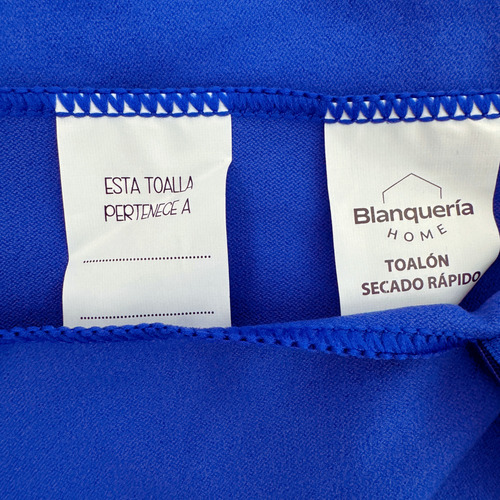 ESTA TOALLA
PERTENECE A
Blanquería
HOME
TOALÓN
SECADO RÁPIDO